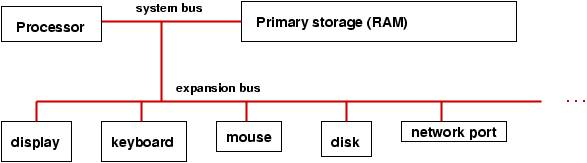 system bus
Processor
Primary storage (RAM)
expansion bus
...
display
keyboard
mouse
disk
network port